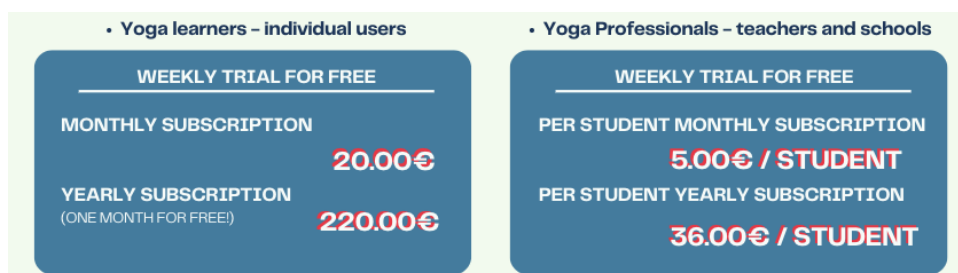 • Yoga learners – individual users
WEEKLY TRIAL FOR FREE
MONTHLY SUBSCRIPTION
20.00€
YEARLY SUBSCRIPTION
(ONE MONTH FOR FREE!)
220.00€
• Yoga Professionals – teachers and schools
WEEKLY TRIAL FOR FREE
PER STUDENT MONTHLY SUBSCRIPTION
5.00€ / STUDENT
PER STUDENT YEARLY SUBSCRIPTION
36.00€ / STUDENT